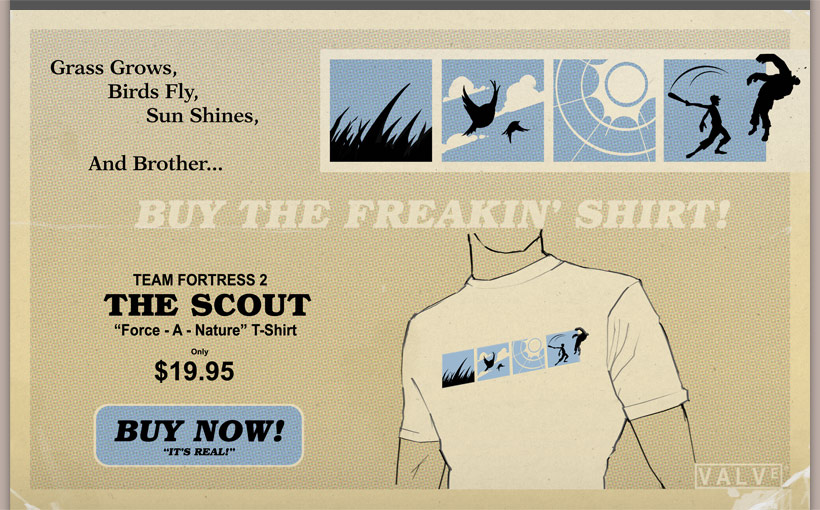 Grass Grows,
Birds Fly,
Sun Shines,
And Brother...
BUY THE FREAKIN' SHIRT!
TEAM FORTRESS 2
THE SCOUT
“Force - A - Nature” T-Shirt
Only
$19.95
BUY NOW!
“IT'S REAL!”
VALVE